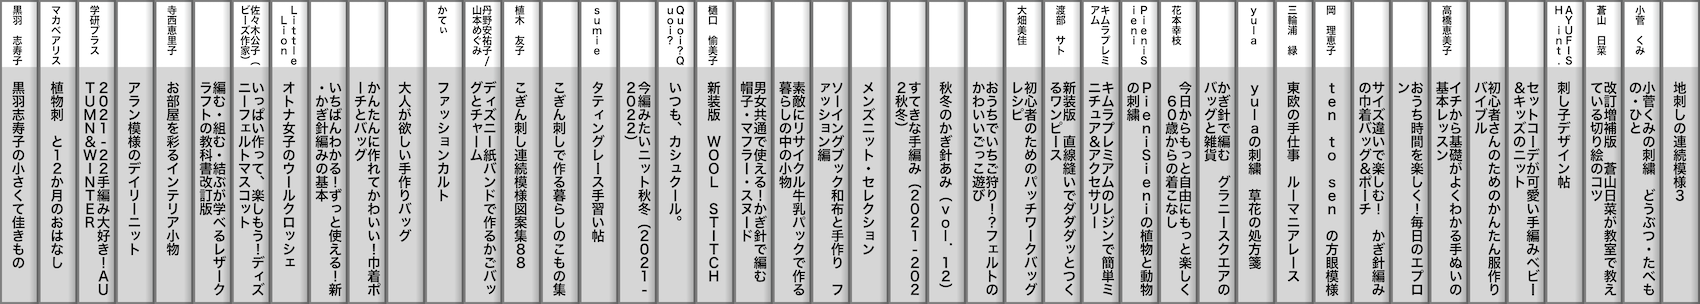 地刺しの連続模様３
小菅　くみ
小菅くみの刺繍　どうぶつ・たべも
の・ひと
蒼山　日菜
改訂増補版　蒼山日菜が教室で教え
ている切り絵のコツ
ＡＹＵＦＩＳ
Ｈｉｎｔ．
刺し子デザイン帖
セットコーデが可愛い手編みベビー
＆キッズのニット
初心者さんのためのかんたん服作り
バイブル
高橋恵美子
イチから基礎がよくわかる手ぬいの
基本レッスン
おうち時間を楽しく！毎日のエプロ
ン
サイズ違いで楽しむ！　かぎ針編み
の巾着バッグ＆ポーチ
岡　理恵子
ｔｅｎ　ｔｏ　ｓｅｎ　の方眼模様
三輪浦　緑
東欧の手仕事　ルーマニアレース
ｙｕｌａ
ｙｕｌａの刺繍　草花の処方箋
かぎ針で編む　グラニースクエアの
バッグと雑貨
花本幸枝
今日からもっと自由にもっと楽しく
　６０歳からの着こなし
ＰｉｅｎｉＳ
ｉｅｎｉ
ＰｉｅｎｉＳｉｅｎｉの植物と動物
の刺繍
キムラプレミ
アム
キムラプレミアムのレジンで簡単ミ
ニチュア＆アクセサリー
渡部　サト
新装版　直線縫いでダダダッとつく
るワンピース
大畑美佳
初心者のためのパッチワークバッグ
レシピ
おうちでいちご狩り！？フェルトの
かわいいごっこ遊び
秋冬のかぎ針あみ（ｖｏｌ．１２）
すてきな手編み（２０２１‐２０２
２秋冬）
メンズニット・セレクション
ソーイングブック和布と手作り　フ
ァッション編
素敵にリサイクル牛乳パックで作る
暮らしの中の小物
男女共通で使える！かぎ針で編む
帽子・マフラー・スヌード
樋口　愉美子
新装版　ＷＯＯＬ　ＳＴＩＴＣＨ
Ｑｕｏｉ？Ｑ
ｕｏｉ？
いつも、カシュクール。
今編みたいニット秋冬（２０２１‐
２０２２）
ｓｕｍｉｅ
タティングレース手習い帖
こぎん刺しで作る暮らしのこもの集
植木　友子
こぎん刺し連続模様図案集８８
丹野安祐子／
山本めぐみ
ディズニー紙バンドで作るかごバッ
グとチャーム
かてぃ
ファッションカルト
大人が欲しい手作りバッグ
かんたんに作れてかわいい！巾着ポ
ーチとバッグ
いちばんわかる！ずっと使える！新
・かぎ針編みの基本
Ｌｉｔｔｌｅ
　Ｌｉｏｎ
オトナ女子のウールクロッシェ
佐々木公子（
ビーズ作家）
いっぱい作って、楽しもう！ディズ
ニーフェルトマスコット
編む・組む・結ぶが学べるレザーク
ラフトの教科書改訂版
寺西恵里子
お部屋を彩るインテリア小物
アラン模様のデイリーニット
学研プラス
２０２１‐２２手編み大好き！ＡＵ
ＴＵＭＮ＆ＷＩＮＴＥＲ
マカベアリス
植物刺　と１２か月のおはなし
黒羽　志寿子
黒羽志寿子の小さくて佳きもの